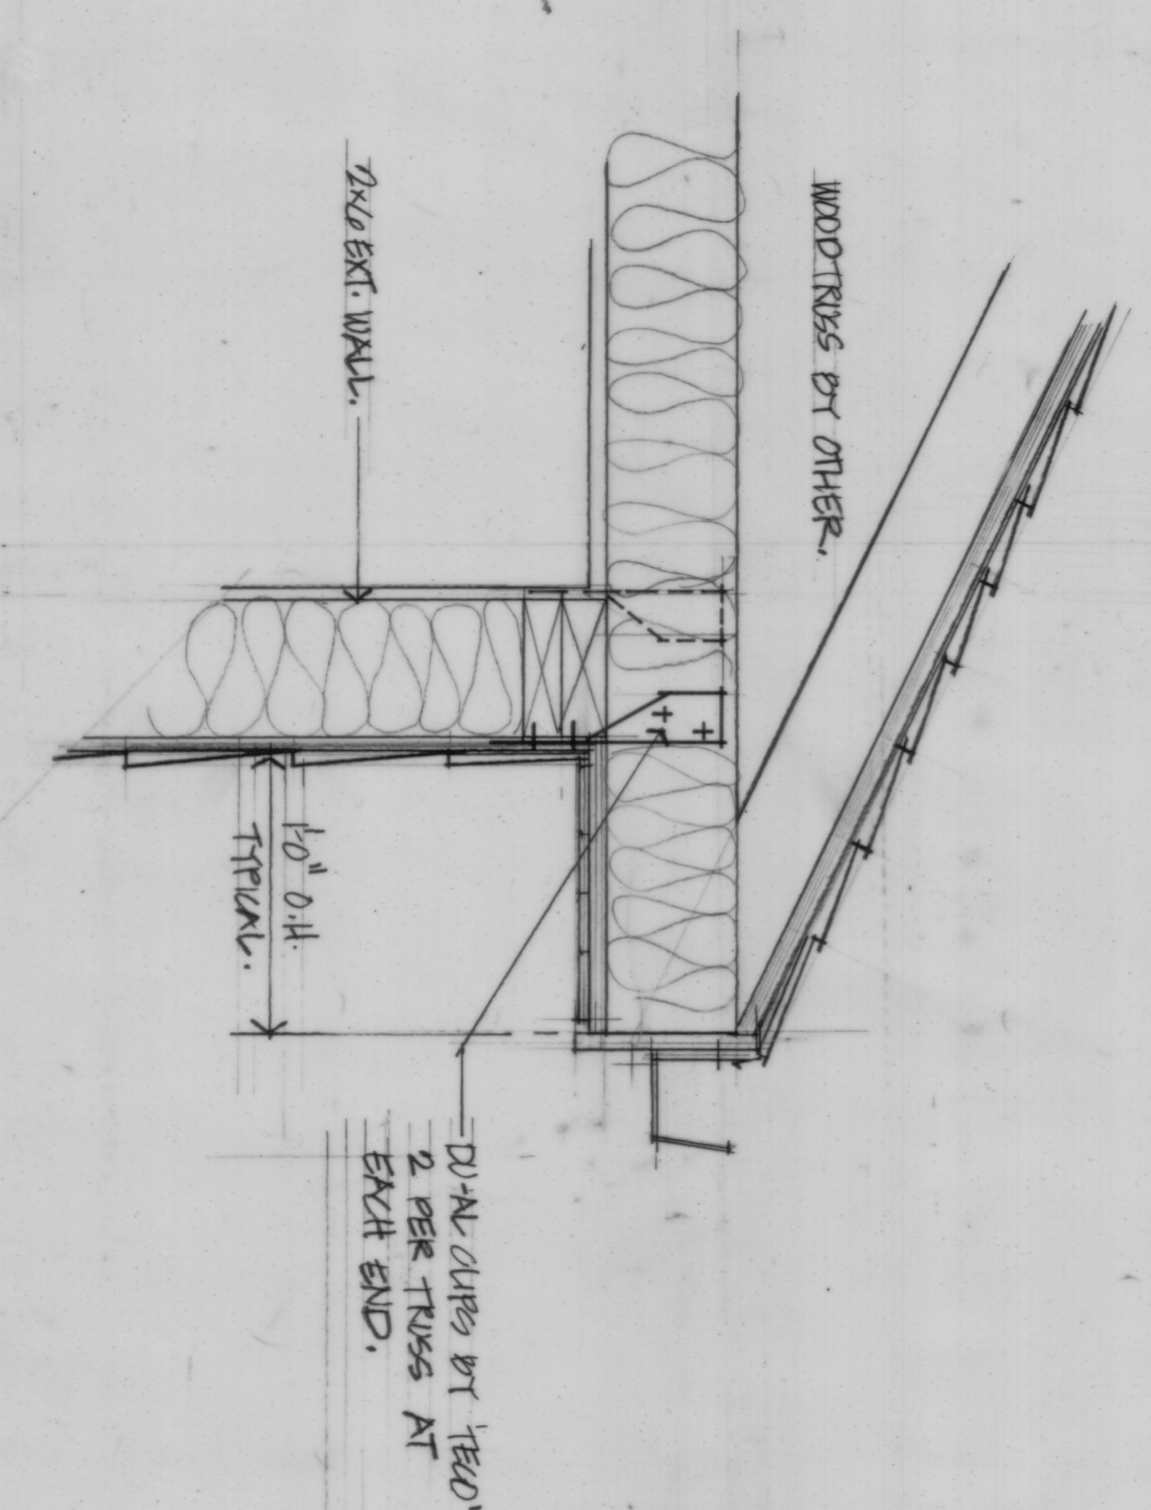 WOOD TRUSS BY OTHER.
2x6 EXT. WALL.
1'-0" O.H.
TYPICAL.
DU-AL CLIPS BY 'TECO'
2 PER TRUSS AT
EACH END.